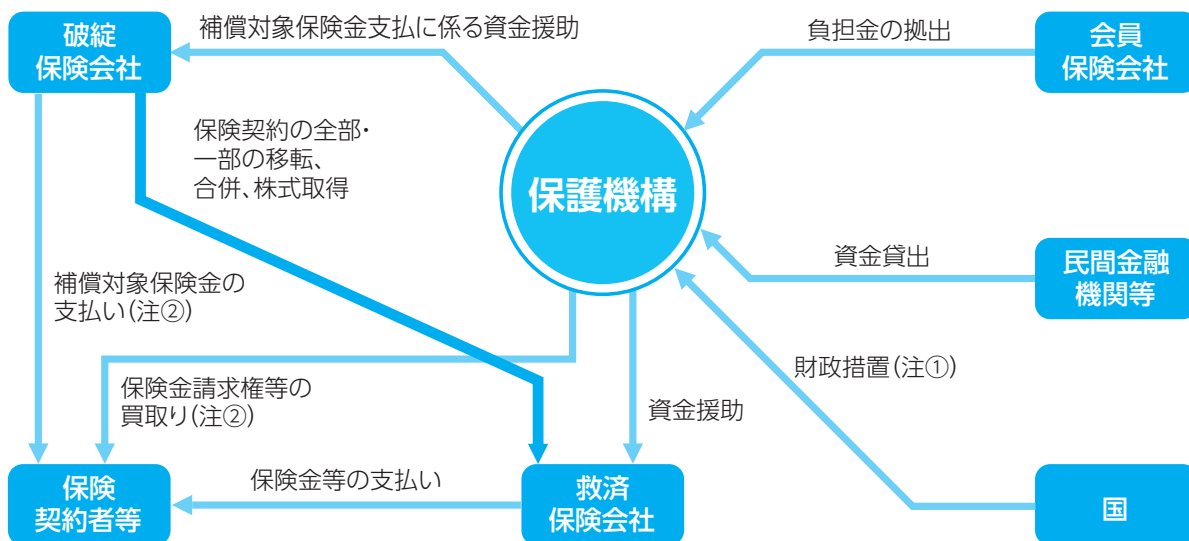 破綻
保険会社
補償対象保険金支払に係る資金援助
負担金の拠出
会員
保険会社
保険契約の全部・
一部の移転、
合併、株式取得
保護機構
補償対象保険金の
支払い(注②)
資金貸出
民間金融
機関等
財政措置(注①)
保険金請求権等の
買取り(注②)
資金援助
保険
契約者等
保険金等の支払い
救済
保険会社
国